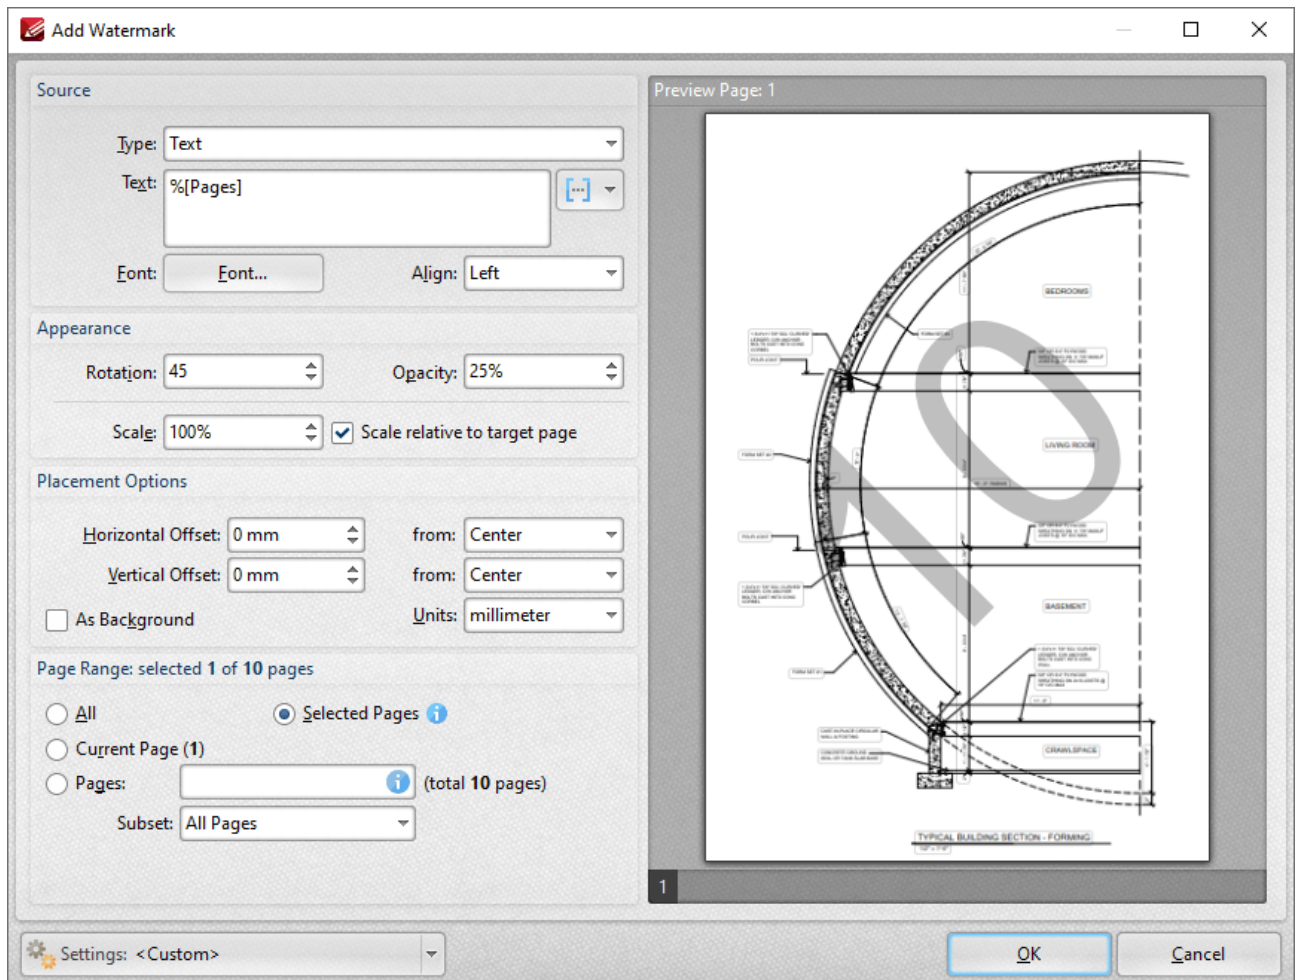 Add Watermark
Source
Type: Text
Text: %[Pages]
Font: Font... Align: Left
Appearance
Rotation: 45 Opacity: 25%
Scale: 100% Scale relative to target page
Placement Options
Horizontal Offset: 0 mm from: Center
Vertical Offset: 0 mm from: Center
As Background Units: millimeter
Page Range: selected 1 of 10 pages
All Selected Pages
Current Page (1)
Pages: (total 10 pages)
Subset: All Pages
Settings: <Custom>
Preview Page: 1
BEDROOMS
LIVING ROOM
10
BASEMENT
CRAWLSPACE
TYPICAL BUILDING SECTION - FORMING
1
OK Cancel